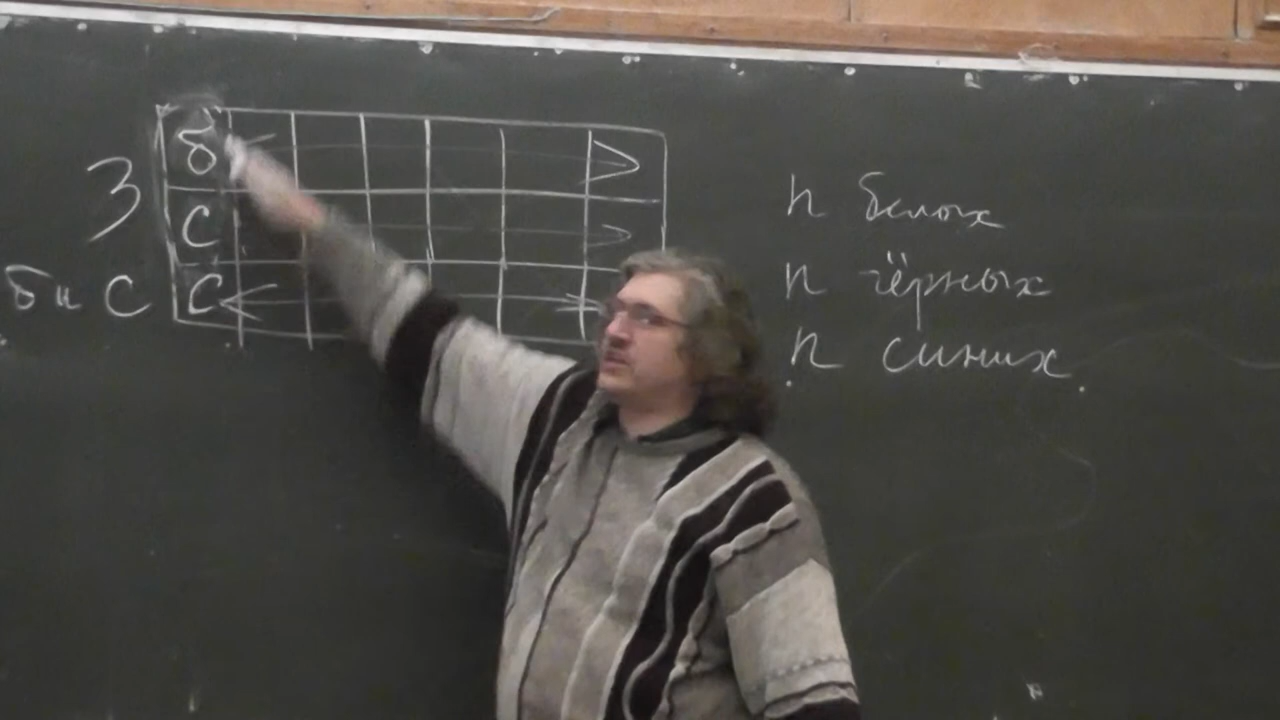 3
б и С
б
С
С
n белых
n чёрных
n синих.